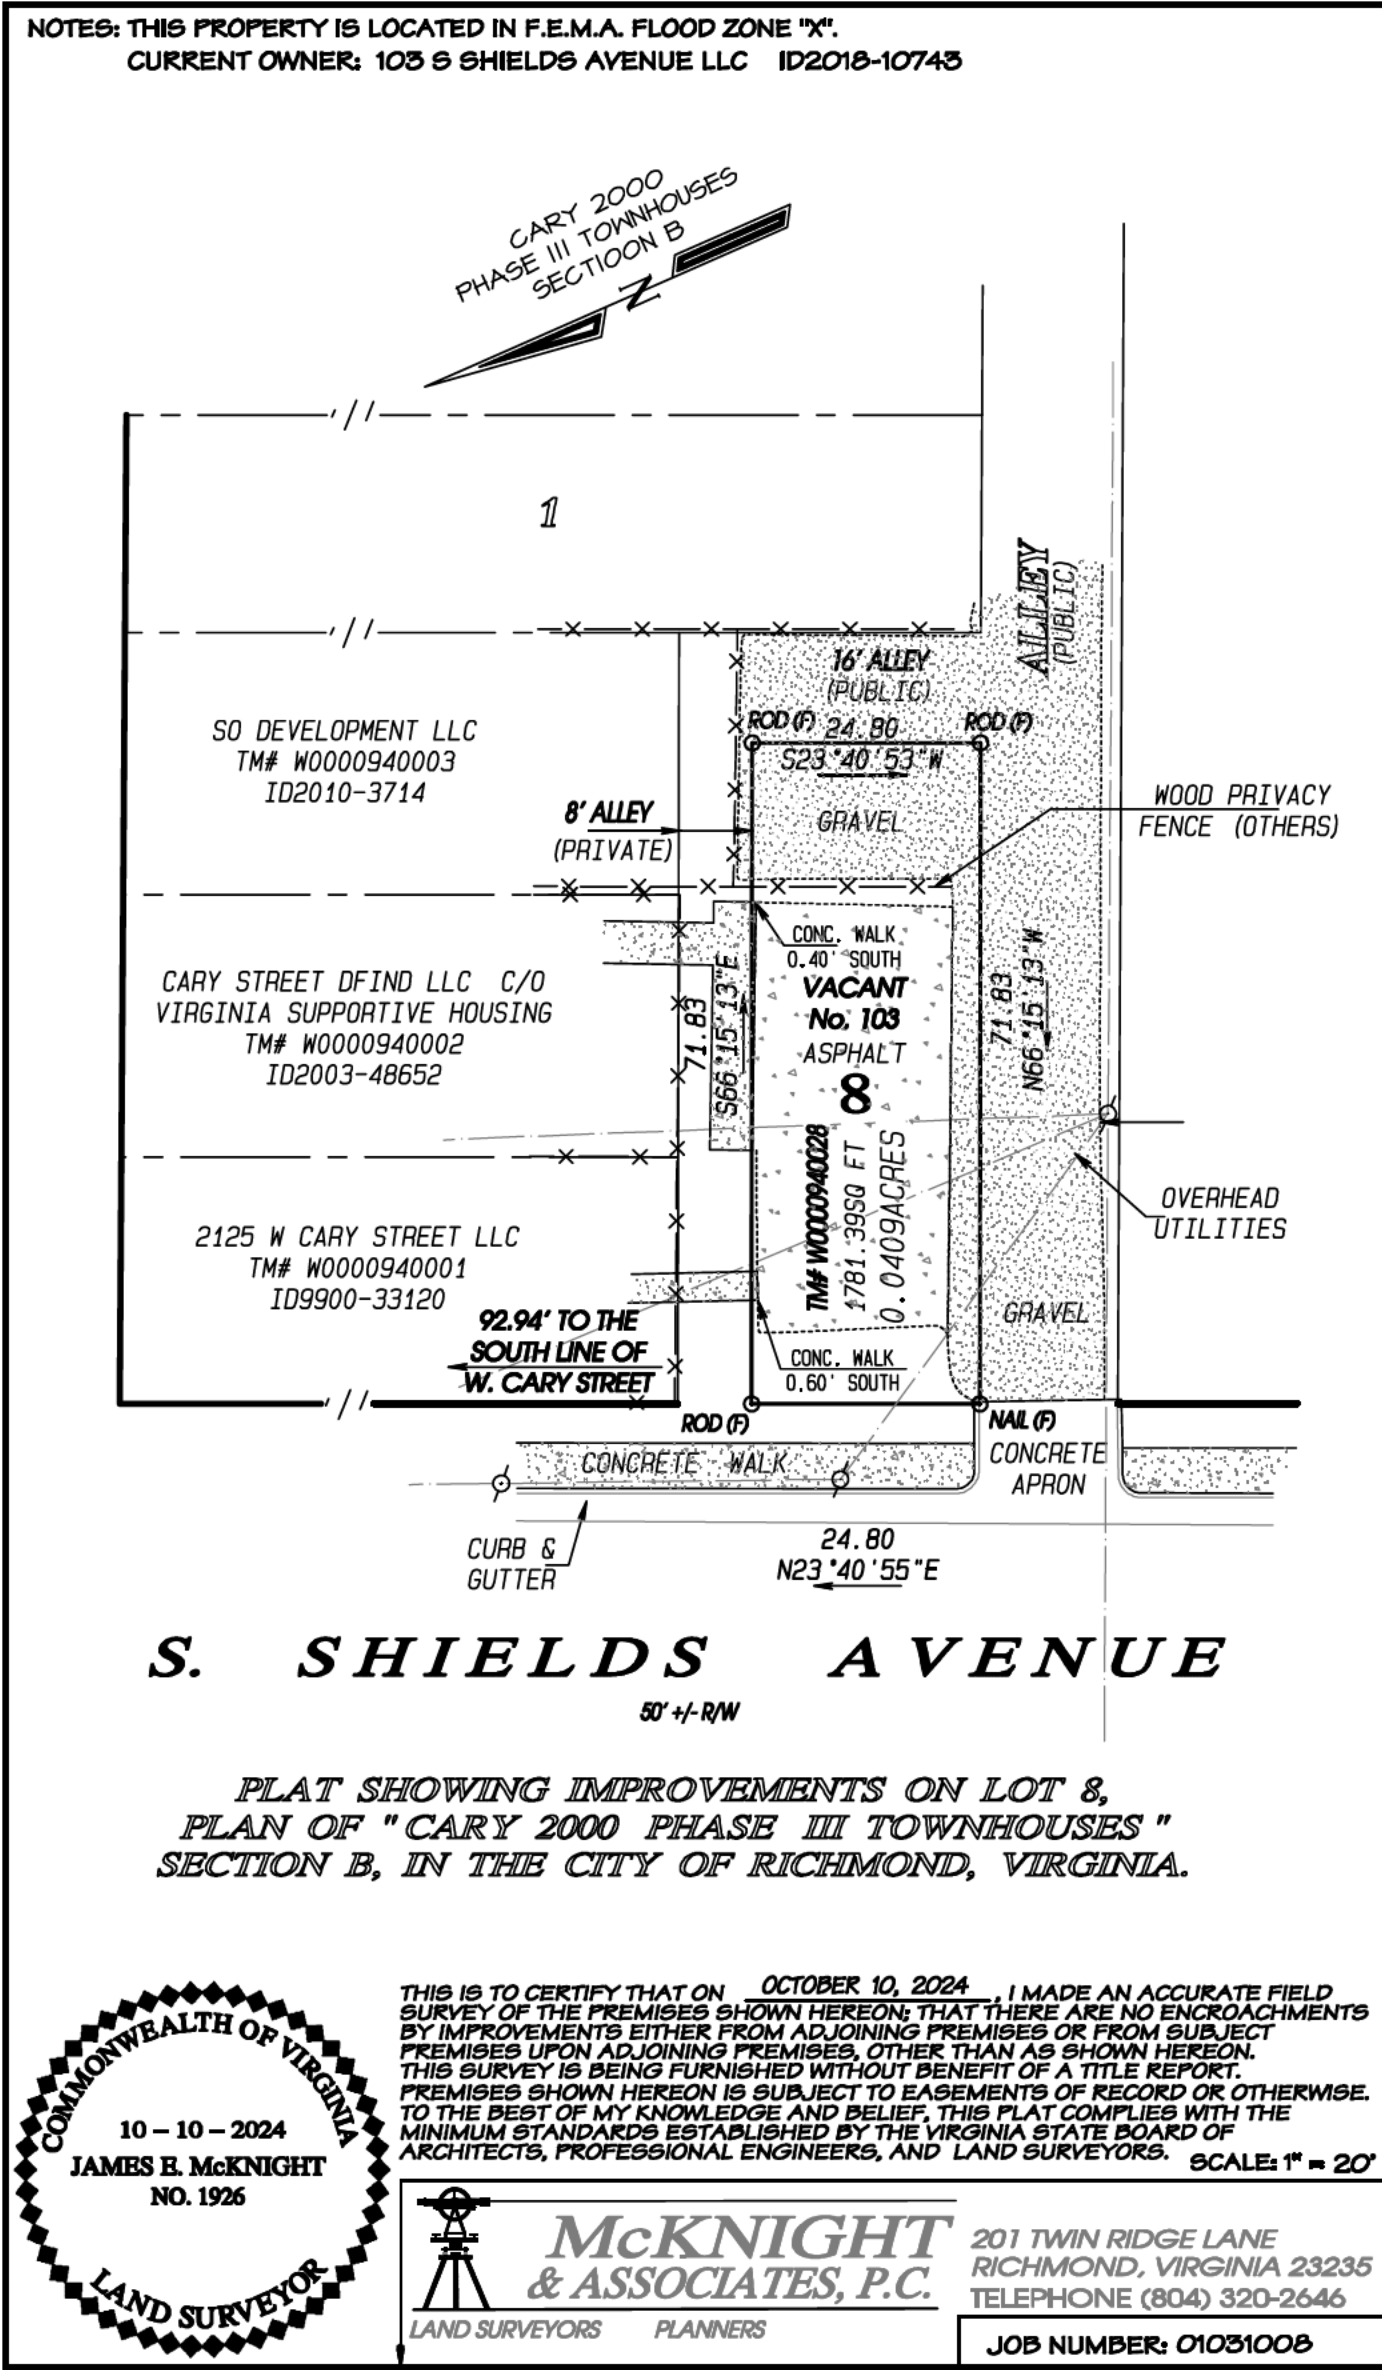 NOTES: THIS PROPERTY IS LOCATED IN F.E.M.A. FLOOD ZONE "X".
CURRENT OWNER: 103 S SHIELDS AVENUE LLC ID2018-10743
CARY 2000
PHASE III TOWNHOUSES
SECTIOON B
N
1
ALLEY
(PUBLIC)
16' ALLEY
(PUBLIC)
ROD (F)
24.80
ROD (F)
S23°40'53"W
SO DEVELOPMENT LLC
TM# W0000940003
ID2010-3714
8' ALLEY
(PRIVATE)
GRAVEL
WOOD PRIVACY
FENCE (OTHERS)
CONC. WALK
0.40' SOUTH
CARY STREET DFIND LLC C/O
VIRGINIA SUPPORTIVE HOUSING
TM# W0000940002
ID2003-48652
71.83
S66°15'13"E
VACANT
No. 103
ASPHALT
8
71.83
N66°15'13"W
TM# W0000940028
1781.39SQ FT
0.0409ACRES
OVERHEAD
UTILITIES
2125 W CARY STREET LLC
TM# W0000940001
ID9900-33120
GRAVEL
92.94' TO THE
SOUTH LINE OF
W. CARY STREET
CONC. WALK
0.60' SOUTH
ROD (F)
NAIL (F)
CONCRETE WALK
CONCRETE
APRON
CURB &
GUTTER
24.80
N23°40'55"E
S. SHIELDS AVENUE
50' +/- R/W
PLAT SHOWING IMPROVEMENTS ON LOT 8,
PLAN OF "CARY 2000 PHASE III TOWNHOUSES"
SECTION B, IN THE CITY OF RICHMOND, VIRGINIA.
COMMONWEALTH OF VIRGINIA
10 – 10 – 2024
JAMES E. McKNIGHT
NO. 1926
LAND SURVEYOR
THIS IS TO CERTIFY THAT ON OCTOBER 10, 2024, I MADE AN ACCURATE FIELD
SURVEY OF THE PREMISES SHOWN HEREON; THAT THERE ARE NO ENCROACHMENTS
BY IMPROVEMENTS EITHER FROM ADJOINING PREMISES OR FROM SUBJECT
PREMISES UPON ADJOINING PREMISES, OTHER THAN AS SHOWN HEREON.
THIS SURVEY IS BEING FURNISHED WITHOUT BENEFIT OF A TITLE REPORT.
PREMISES SHOWN HEREON IS SUBJECT TO EASEMENTS OF RECORD OR OTHERWISE.
TO THE BEST OF MY KNOWLEDGE AND BELIEF, THIS PLAT COMPLIES WITH THE
MINIMUM STANDARDS ESTABLISHED BY THE VIRGINIA STATE BOARD OF
ARCHITECTS, PROFESSIONAL ENGINEERS, AND LAND SURVEYORS.
SCALE: 1" = 20'
McKNIGHT
& ASSOCIATES, P.C.
LAND SURVEYORS PLANNERS
201 TWIN RIDGE LANE
RICHMOND, VIRGINIA 23235
TELEPHONE (804) 320-2646
JOB NUMBER: 01031008